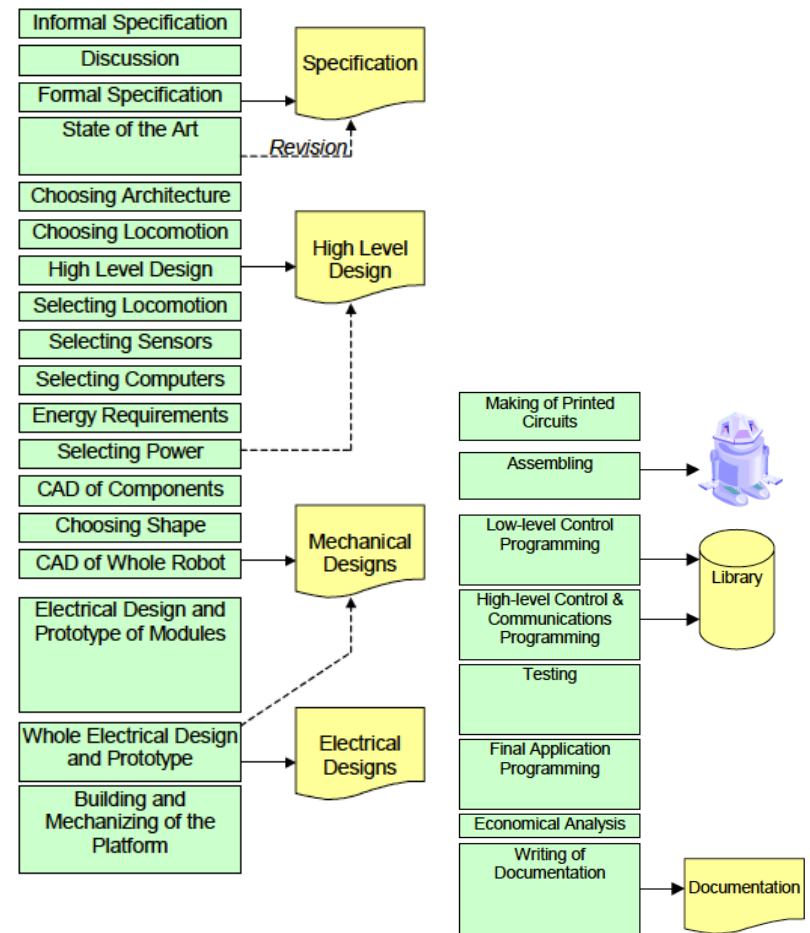 Informal Specification
Discussion
Formal Specification
State of the Art
Specification
Revision
Choosing Architecture
Choosing Locomotion
High Level Design
Selecting Locomotion
Selecting Sensors
Selecting Computers
Energy Requirements
Selecting Power
High Level
Design
CAD of Components
Choosing Shape
CAD of Whole Robot
Mechanical
Designs
Electrical Design and
Prototype of Modules
Whole Electrical Design
and Prototype
Electrical
Designs
Building and
Mechanizing of the
Platform
Making of Printed
Circuits
Assembling
Low-level Control
Programming
High-level Control &
Communications
Programming
Library
Testing
Final Application
Programming
Economical Analysis
Writing of
Documentation
Documentation